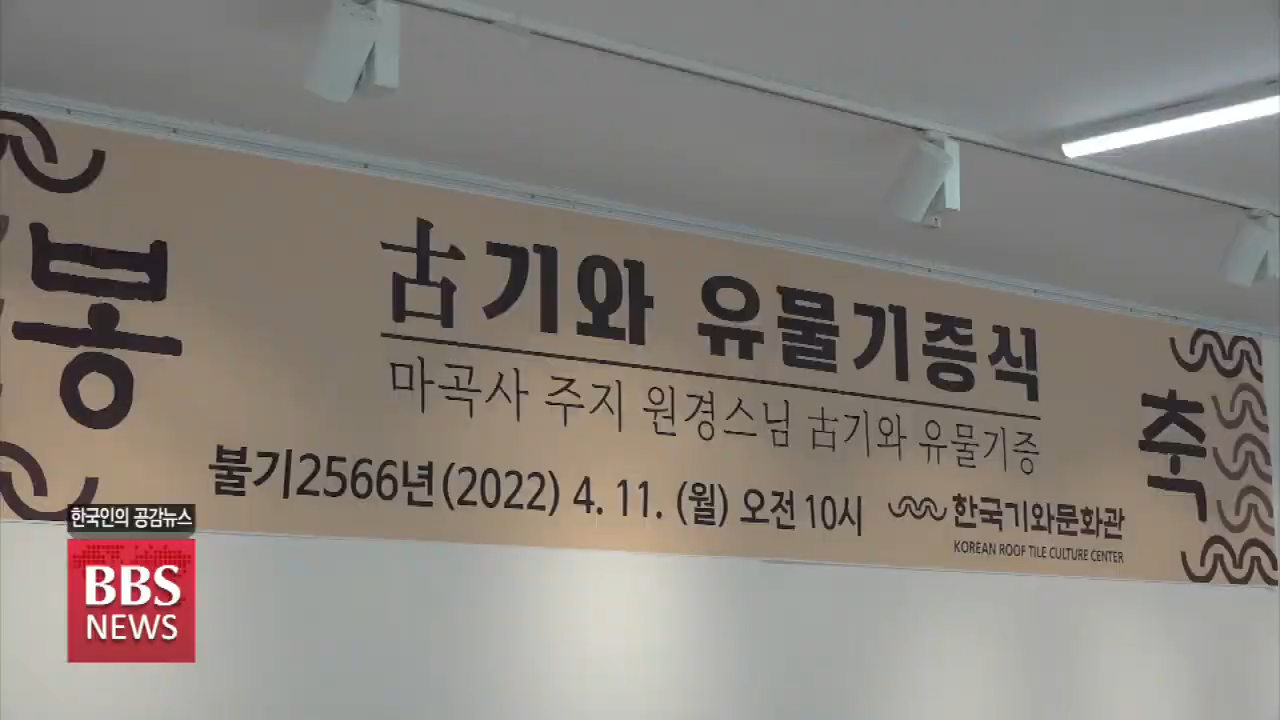 봉
古기와 유물기증식
마곡사 주지 원경스님 古기와 유물기증
불기2566년(2022) 4. 11. (월) 오전 10시
한국기와문화관
KOREAN ROOF TILE CULTURE CENTER
축
한국인의 공감뉴스
BBS
NEWS